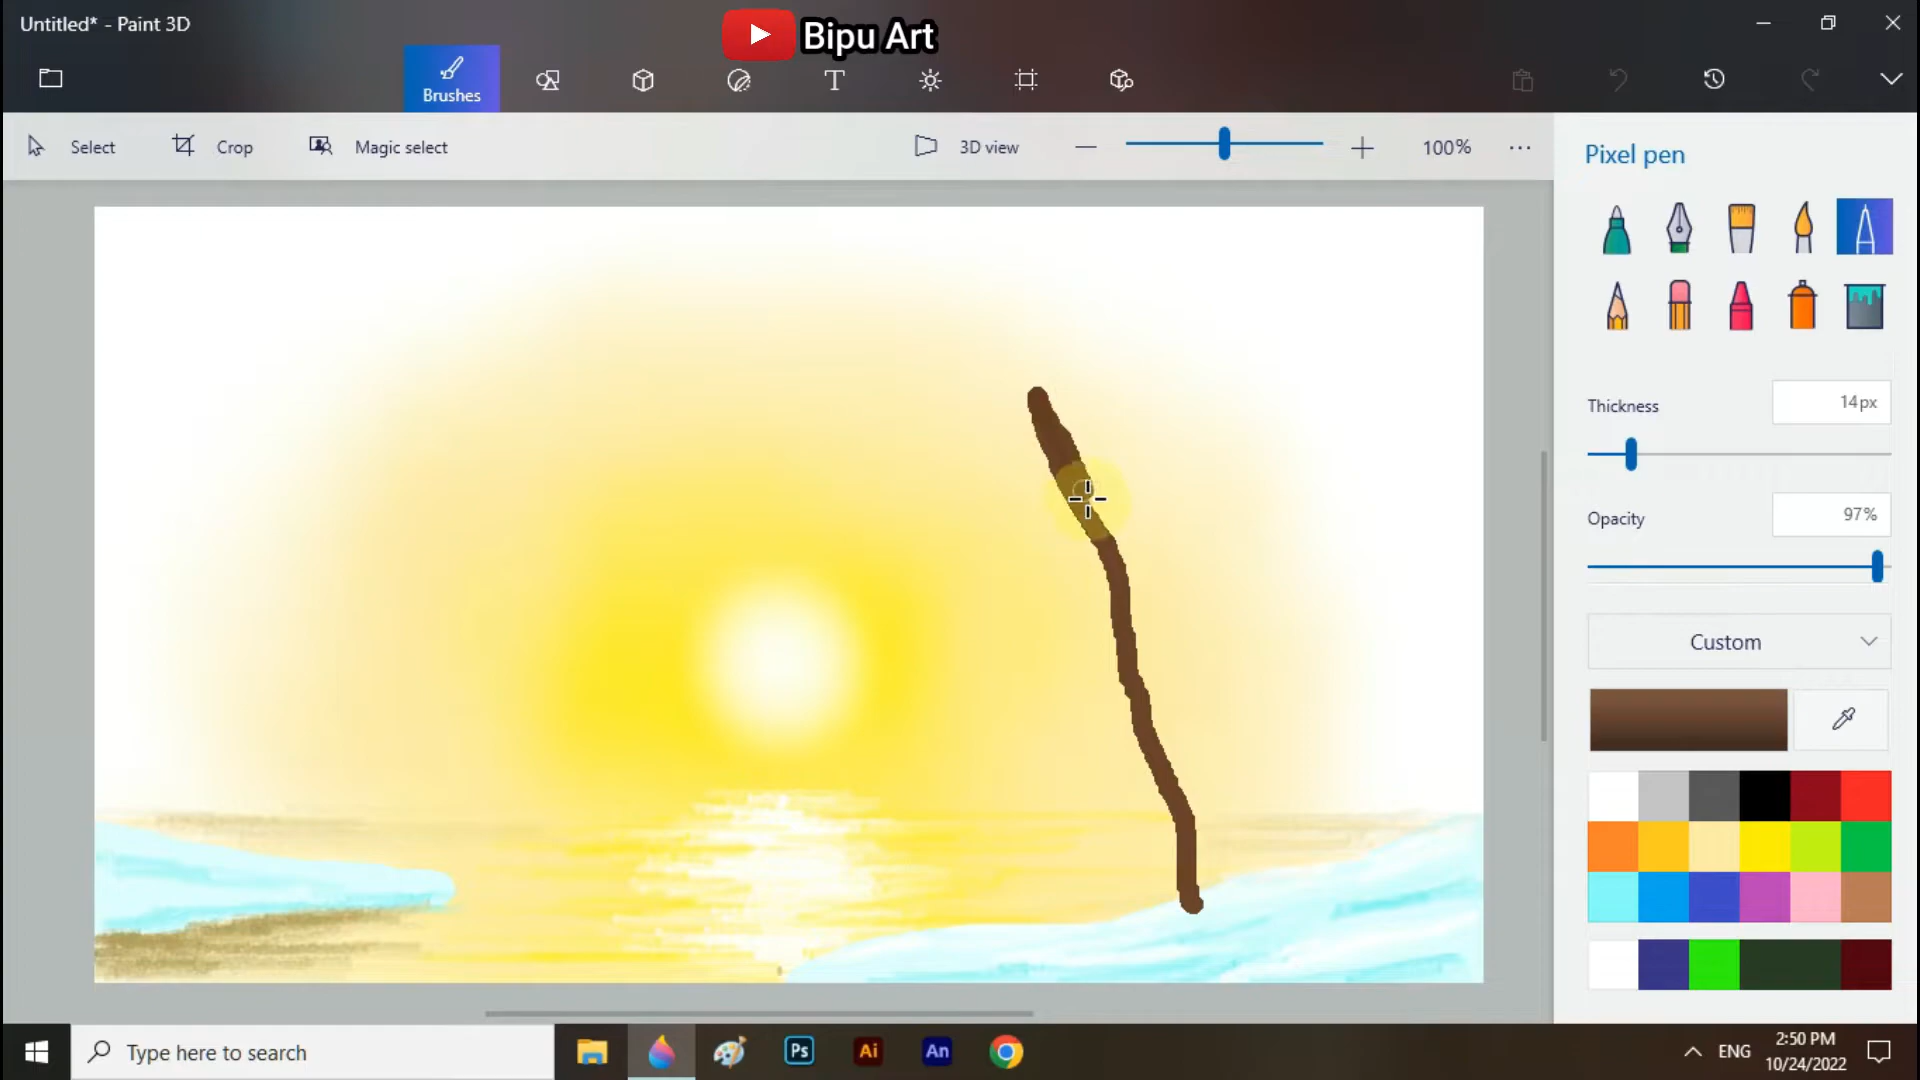 Untitled* - Paint 3D
Bipu Art
Brushes
T
Select
Crop
Magic select
3D view
100%
Pixel pen
Thickness
14px
Opacity
97%
Custom
Type here to search
Ps
Ai
An
ENG
2:50 PM
10/24/2022